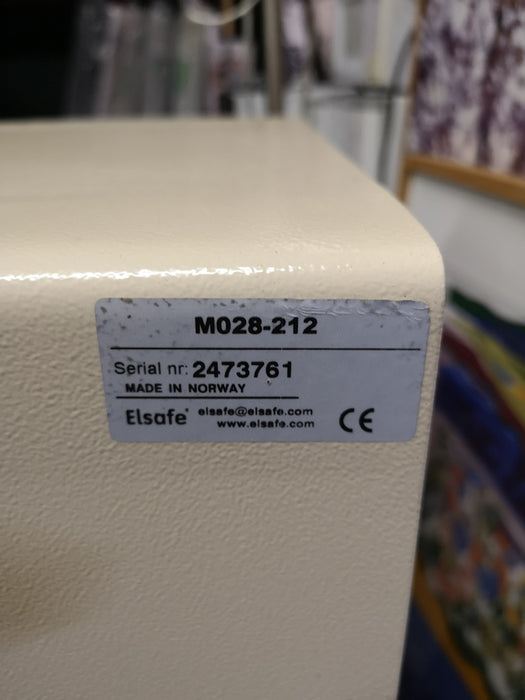 M028-212
Serial nr: 2473761
MADE IN NORWAY
Elsafe® elsafe@elsafe.com
www.elsafe.com
CE